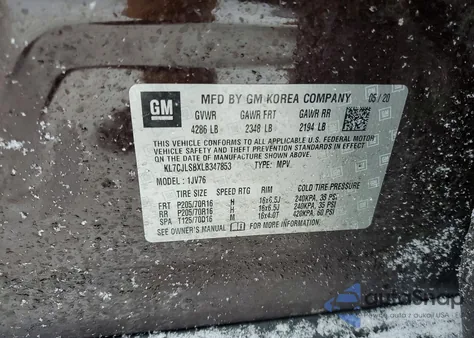 GM
MFD BY GM KOREA COMPANY 05/20
GVWR GAWR FRT GAWR RR
4286 LB 2348 LB 2194 LB
THIS VEHICLE CONFORMS TO ALL APPLICABLE U.S. FEDERAL MOTOR
VEHICLE SAFETY, BUMPER, AND THEFT PREVENTION STANDARDS IN EFFECT
ON THE DATE OF MANUFACTURE SHOWN ABOVE.
KL7CJLSBXLB347853 TYPE: MPV
MODEL: 1JV76
TIRE SIZE SPEED RTG RIM COLD TIRE PRESSURE
FRT P205/70R16 H 16x6.5J 240KPA, 35 PSI
RR P205/70R16 H 16x6.5J 240KPA, 35 PSI
SPA T125/70D16 M 16x4.0T 420KPA, 60 PSI
SEE OWNER'S MANUAL FOR MORE INFORMATION.
autoSnap